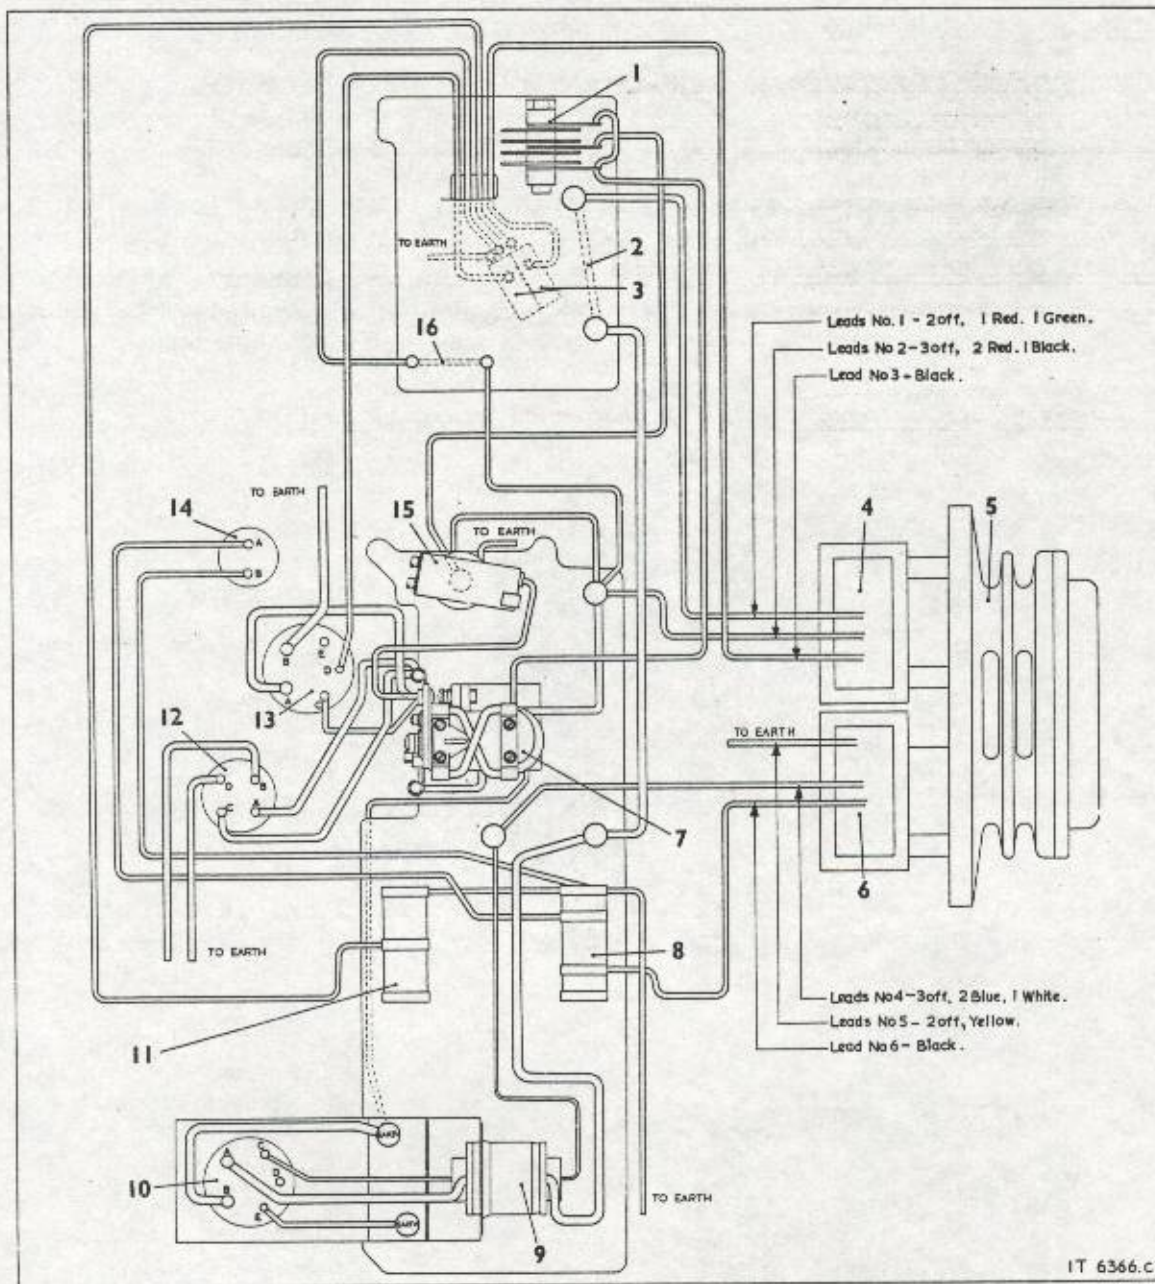 1
TO EARTH
2
3
16
Leads No. 1 - 2off, 1 Red. 1 Green.
Leads No 2 - 3off, 2 Red. 1 Black.
Lead No 3 - Black.
TO EARTH
14
A
B
15
TO EARTH
4
5
B
E
D
A
C
13
12
D
B
C
A
TO EARTH
7
6
TO EARTH
8
11
Leads No 4 - 3off, 2 Blue, 1 White.
Leads No 5 - 2off, Yellow.
Lead No 6 - Black.
EARTH
A
C
D
B
E
10
EARTH
9
TO EARTH
IT 6366.C